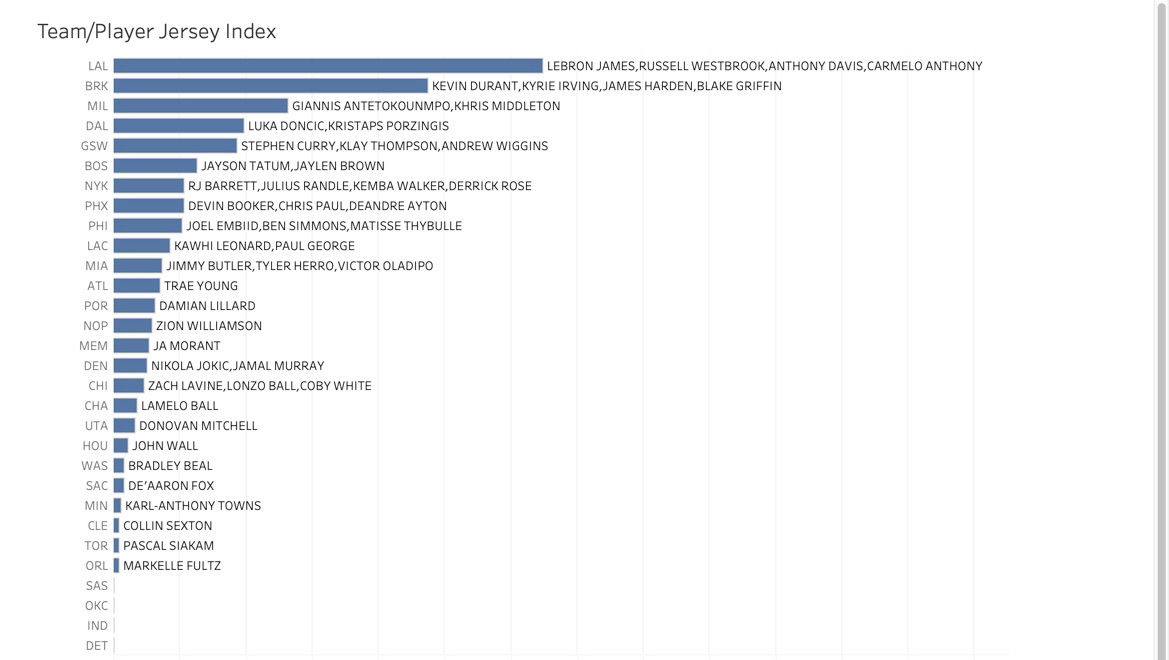 Team/Player Jersey Index
LAL LEBRON JAMES,RUSSELL WESTBROOK,ANTHONY DAVIS,CARMELO ANTHONY
BRK KEVIN DURANT,KYRIE IRVING,JAMES HARDEN,BLAKE GRIFFIN
MIL GIANNIS ANTETOKOUNMPO,KHRIS MIDDLETON
DAL LUKA DONCIC,KRISTAPS PORZINGIS
GSW STEPHEN CURRY,KLAY THOMPSON,ANDREW WIGGINS
BOS JAYSON TATUM,JAYLEN BROWN
NYK RJ BARRETT,JULIUS RANDLE,KEMBA WALKER,DERRICK ROSE
PHX DEVIN BOOKER,CHRIS PAUL,DEANDRE AYTON
PHI JOEL EMBIID,BEN SIMMONS,MATISSE THYBULLE
LAC KAWHI LEONARD,PAUL GEORGE
MIA JIMMY BUTLER,TYLER HERRO,VICTOR OLADIPO
ATL TRAE YOUNG
POR DAMIAN LILLARD
NOP ZION WILLIAMSON
MEM JA MORANT
DEN NIKOLA JOKIC,JAMAL MURRAY
CHI ZACH LAVINE,LONZO BALL,COBY WHITE
CHA LAMELO BALL
UTA DONOVAN MITCHELL
HOU JOHN WALL
WAS BRADLEY BEAL
SAC DE’AARON FOX
MIN KARL-ANTHONY TOWNS
CLE COLLIN SEXTON
TOR PASCAL SIAKAM
ORL MARKELLE FULTZ
SAS
OKC
IND
DET